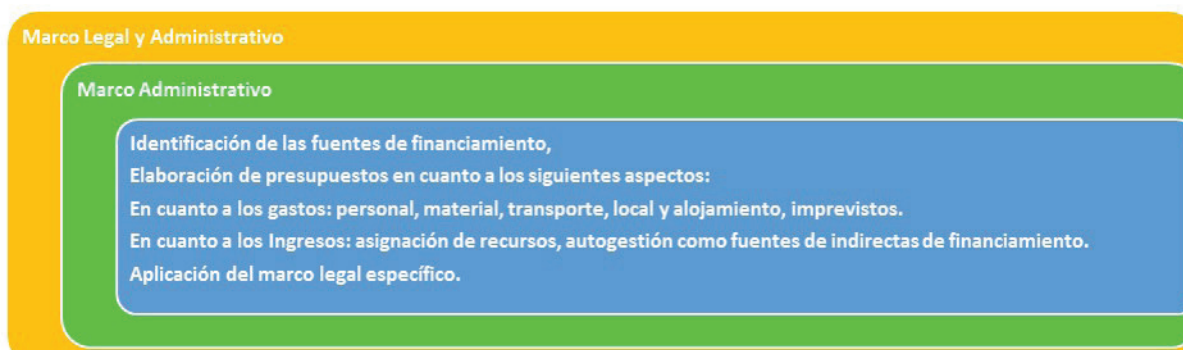 Marco Legal y Administrativo
Marco Administrativo
Identificación de las fuentes de financiamiento,
Elaboración de presupuestos en cuanto a los siguientes aspectos:
En cuanto a los gastos: personal, material, transporte, local y alojamiento, imprevistos.
En cuanto a los Ingresos: asignación de recursos, autogestión como fuentes de indirectas de financiamiento.
Aplicación del marco legal específico.